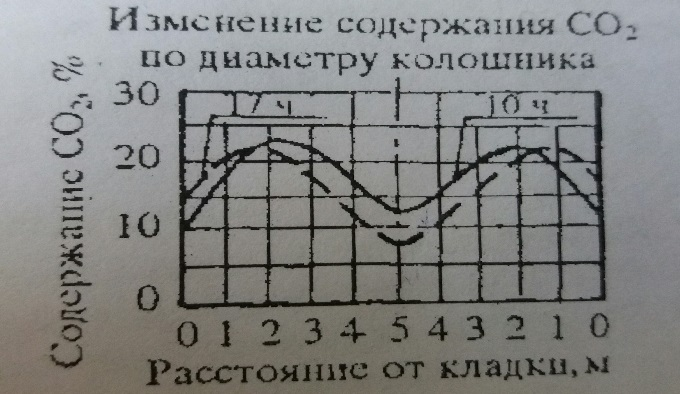 Изменение содержания CO2
по диаметру колошника
Содержание CO2, %
30
20
10
0
17 ч
10 ч
0 1 2 3 4 5 4 3 2 1 0
Расстояние от кладки, м